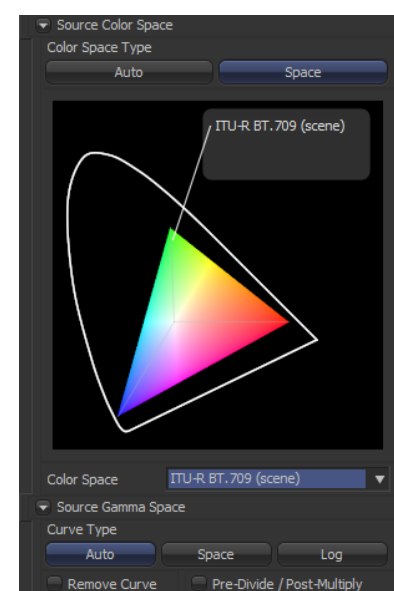 Source Color Space
Color Space Type
Auto Space
ITU-R BT.709 (scene)
Color Space ITU-R BT.709 (scene)
Source Gamma Space
Curve Type
Auto Space Log
Remove Curve Pre-Divide / Post-Multiply